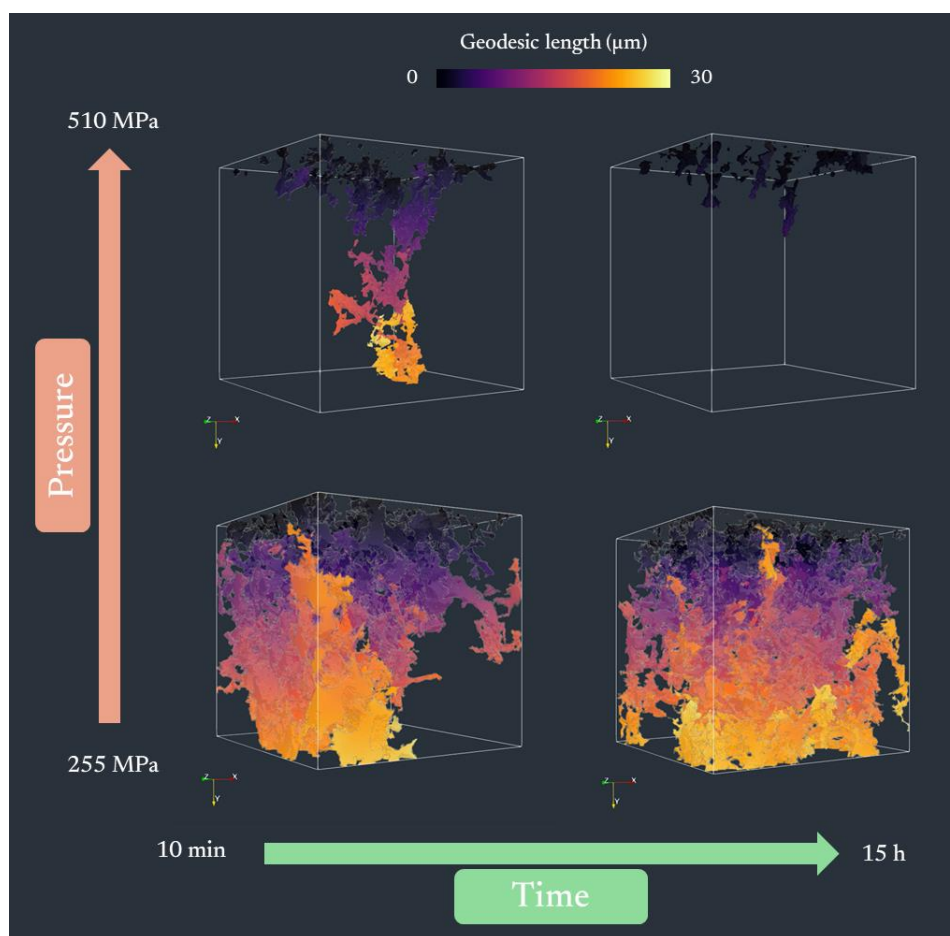 Geodesic length (μm)
0 30
510 MPa
Z X
Y
Z X
Y
Pressure
255 MPa
Z X
Y
Z X
Y
10 min 15 h
Time